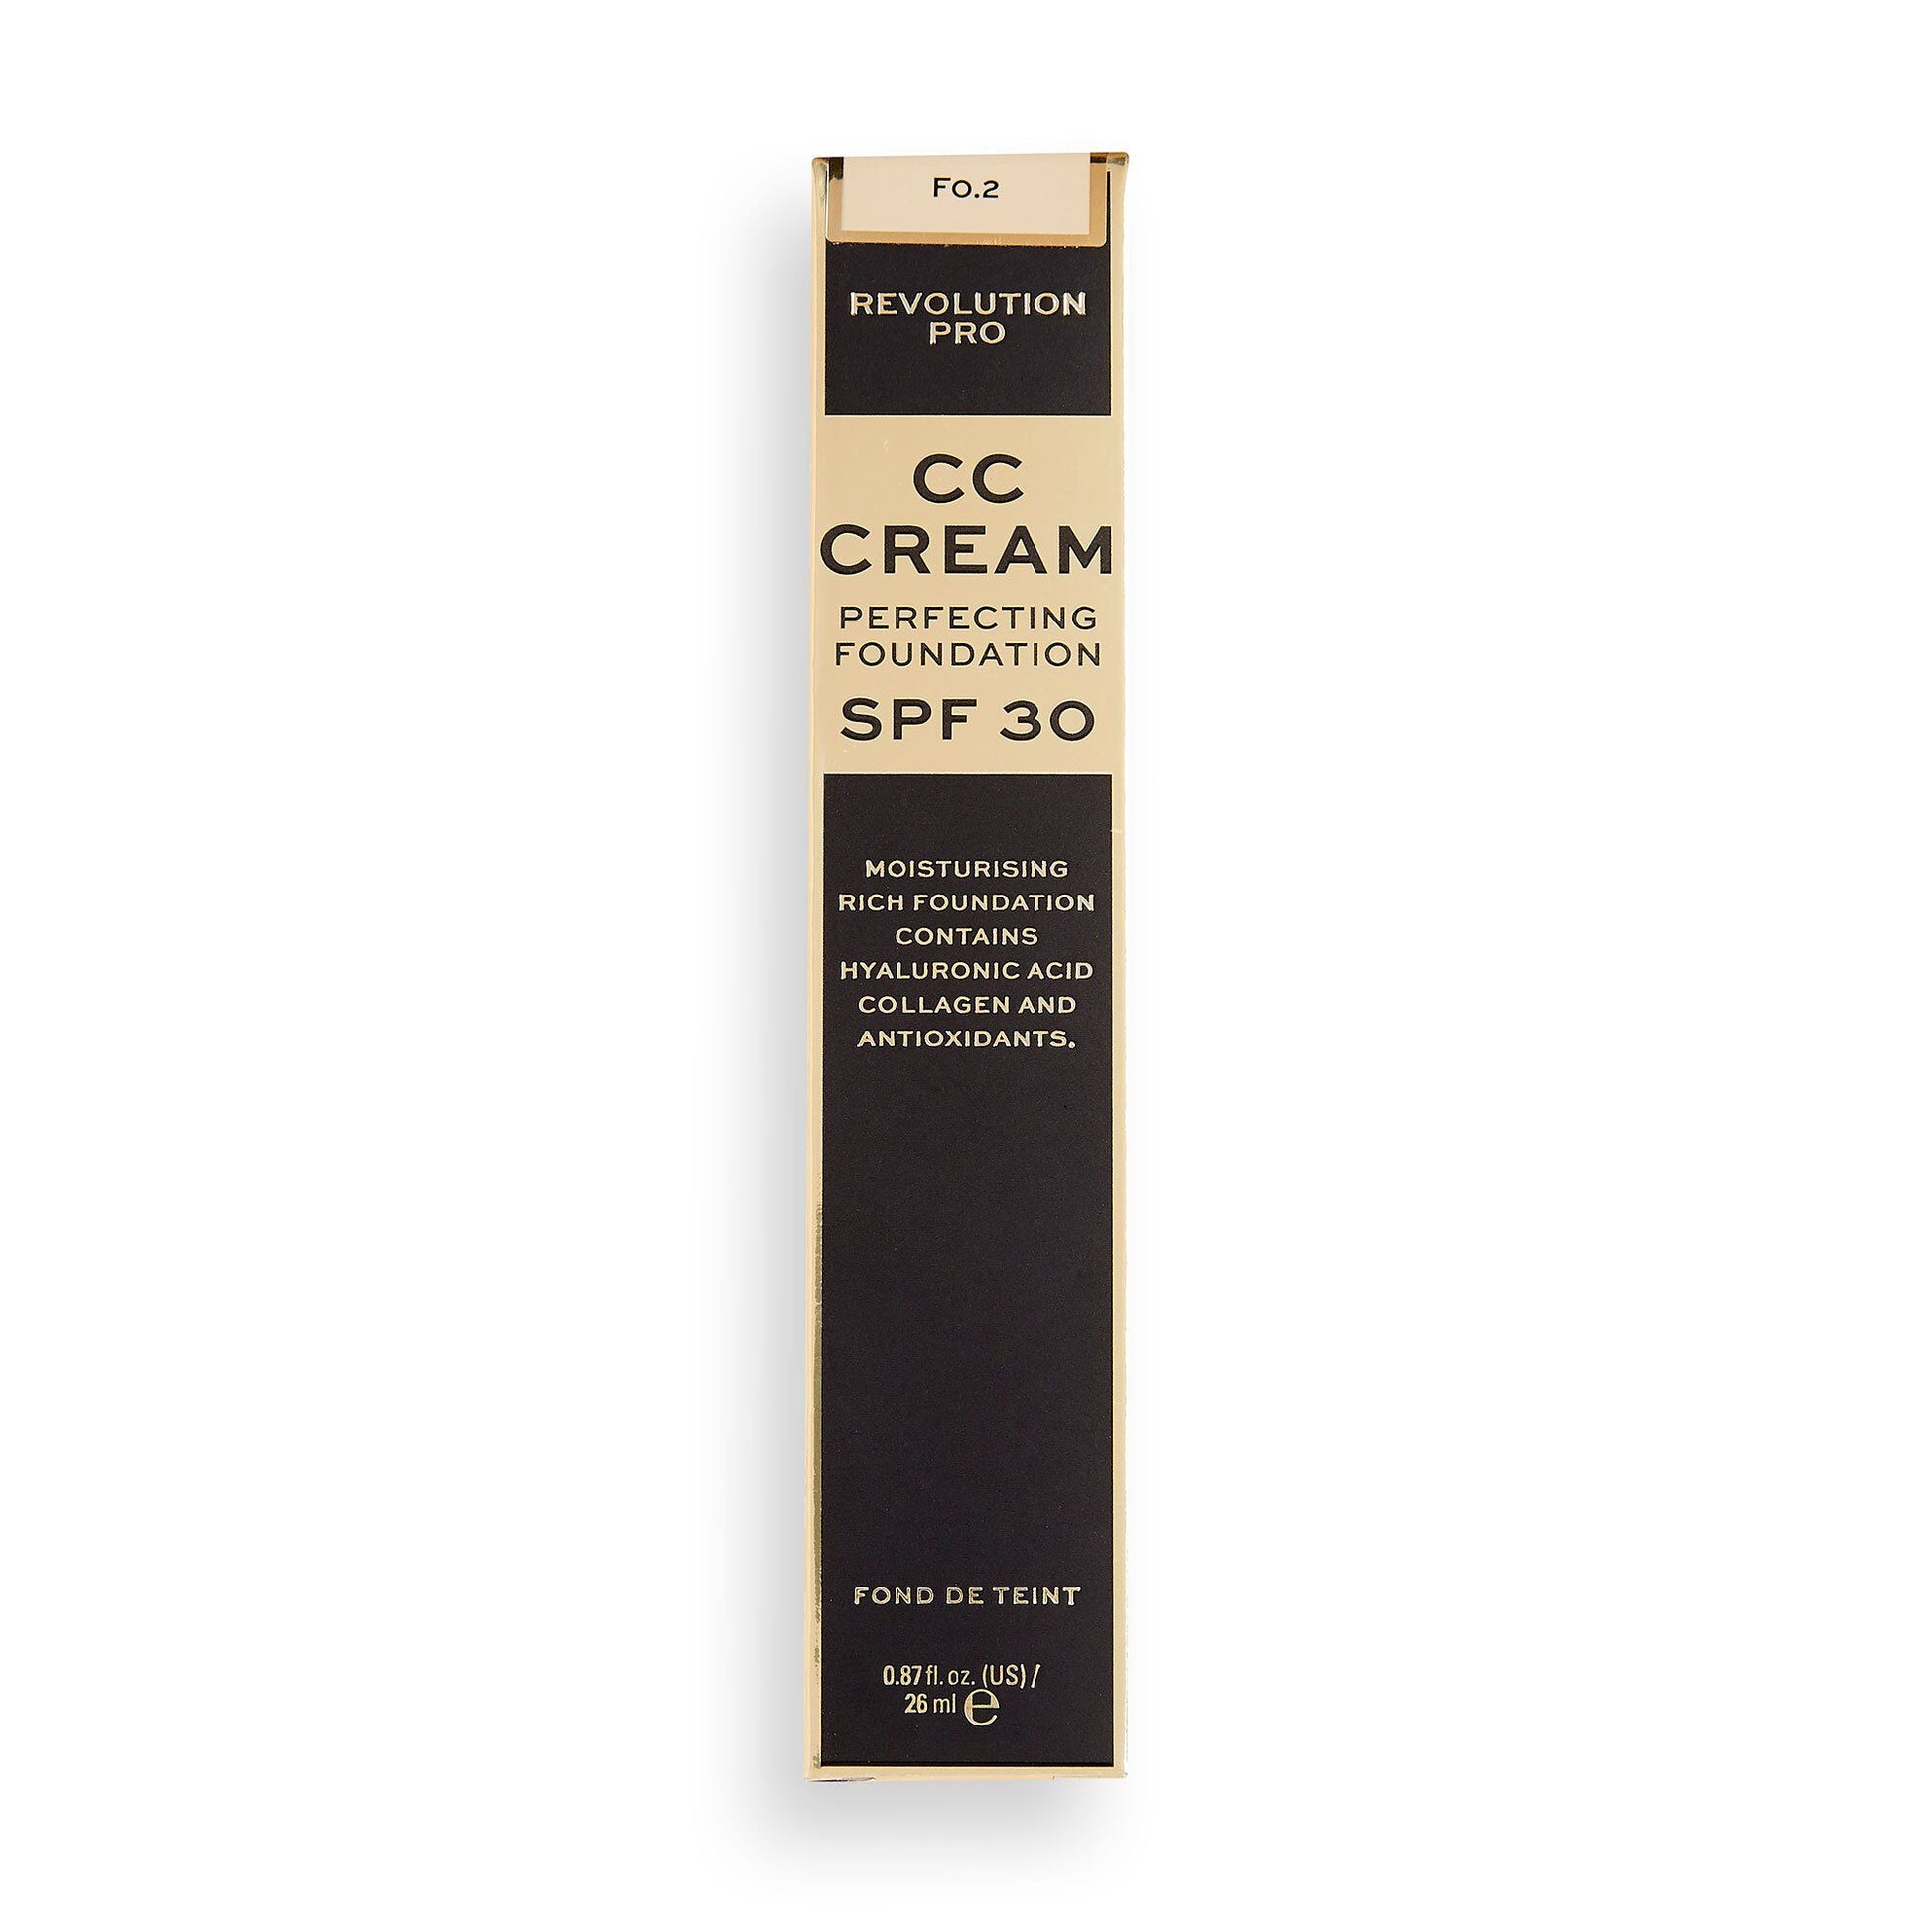 F0.2
REVOLUTION
PRO
CC
CREAM
PERFECTING
FOUNDATION
SPF 30
MOISTURISING
RICH FOUNDATION
CONTAINS
HYALURONIC ACID
COLLAGEN AND
ANTIOXIDANTS.
FOND DE TEINT
0.87 fl. oz. (US) /
26 ml ℮